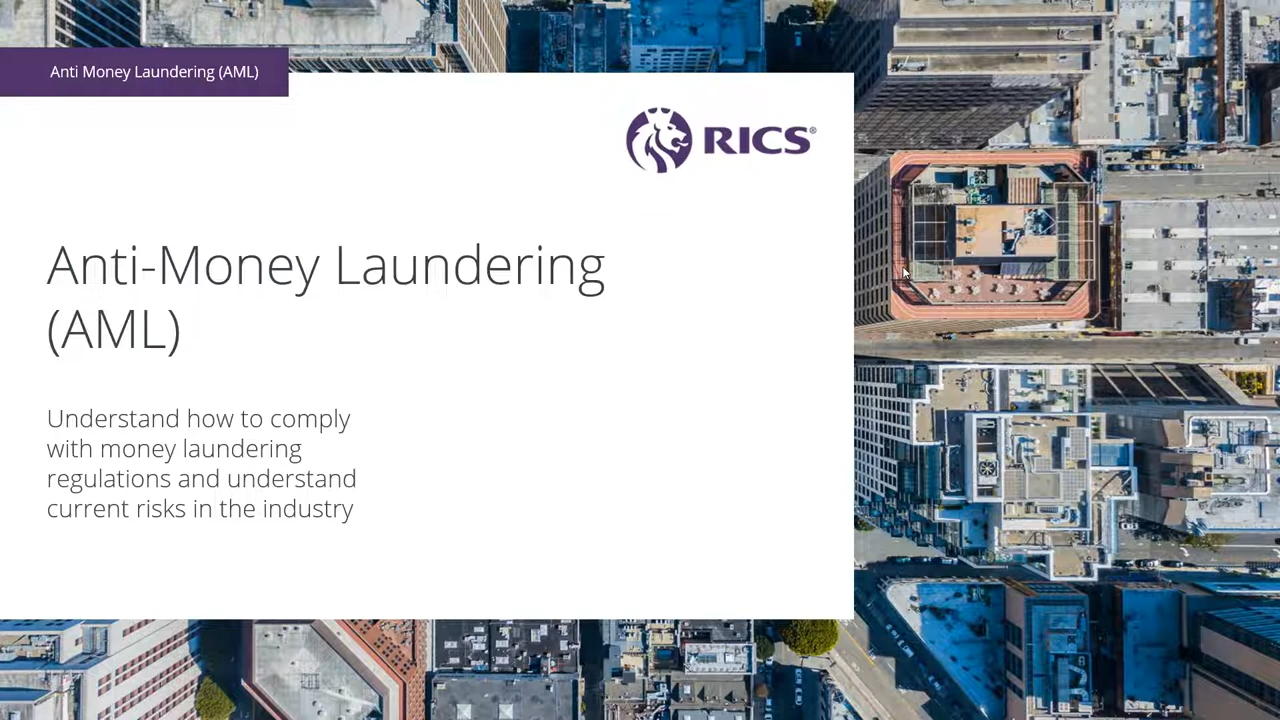 Anti Money Laundering (AML)
RICS®
Anti-Money Laundering
(AML)
Understand how to comply
with money laundering
regulations and understand
current risks in the industry